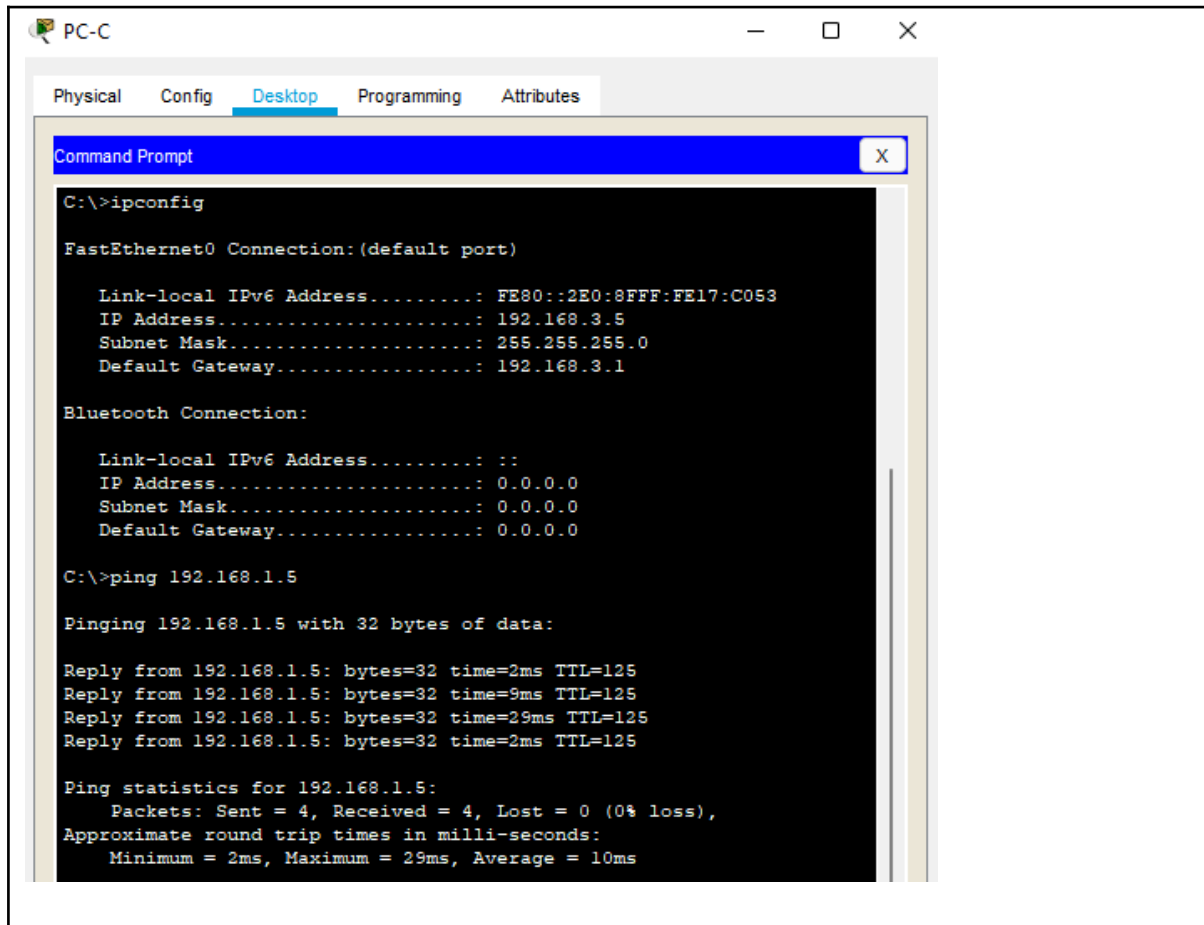 PC-C
Physical Config Desktop Programming Attributes
Command Prompt
X
C:\>ipconfig
FastEthernet0 Connection:(default port)
Link-local IPv6 Address.........: FE80::2E0:8FFF:FE17:C053
IP Address......................: 192.168.3.5
Subnet Mask.....................: 255.255.255.0
Default Gateway.................: 192.168.3.1
Bluetooth Connection:
Link-local IPv6 Address.........: ::
IP Address......................: 0.0.0.0
Subnet Mask.....................: 0.0.0.0
Default Gateway.................: 0.0.0.0
C:\>ping 192.168.1.5
Pinging 192.168.1.5 with 32 bytes of data:
Reply from 192.168.1.5: bytes=32 time=2ms TTL=125
Reply from 192.168.1.5: bytes=32 time=9ms TTL=125
Reply from 192.168.1.5: bytes=32 time=29ms TTL=125
Reply from 192.168.1.5: bytes=32 time=2ms TTL=125
Ping statistics for 192.168.1.5:
Packets: Sent = 4, Received = 4, Lost = 0 (0% loss),
Approximate round trip times in milli-seconds:
Minimum = 2ms, Maximum = 29ms, Average = 10ms